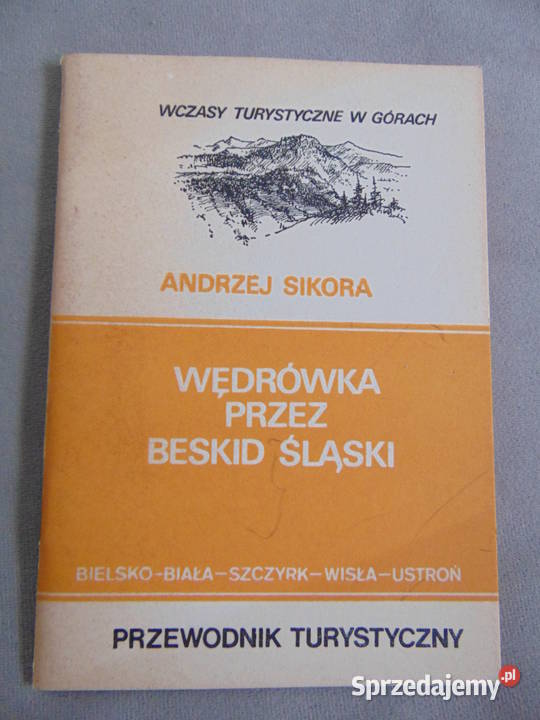 WCZASY TURYSTYCZNE W GÓRACH
ANDRZEJ SIKORA
WĘDRÓWKA
PRZEZ
BESKID ŚLĄSKI
BIELSKO-BIAŁA-SZCZYRK-WISŁA-USTROŃ
PRZEWODNIK TURYSTYCZNY
Sprzedajemy.pl